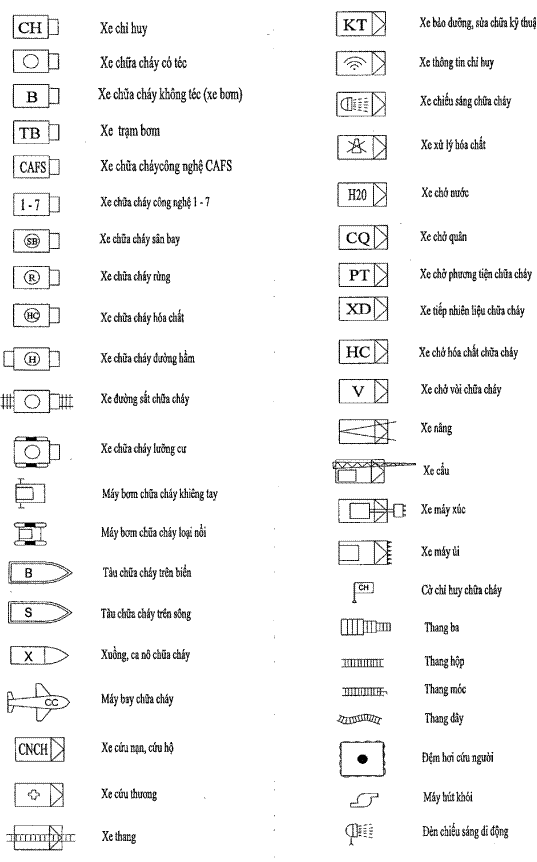 CH Xe chỉ huy
Xe chữa cháy có téc
B Xe chữa cháy không téc (xe bơm)
TB Xe trạm bơm
CAFS Xe chữa cháycông nghệ CAFS
1 - 7 Xe chữa cháy công nghệ 1 - 7
SB Xe chữa cháy sân bay
R Xe chữa cháy rừng
HC Xe chữa cháy hóa chất
H Xe chữa cháy đường hầm
Xe đường sắt chữa cháy
Xe chữa cháy lưỡng cư
Máy bơm chữa cháy khiêng tay
Máy bơm chữa cháy loại nổi
B Tàu chữa cháy trên biển
S Tàu chữa cháy trên sông
X Xuồng, ca nô chữa cháy
CC Máy bay chữa cháy
CNCH Xe cứu nạn, cứu hộ
Xe cứu thương
Xe thang
KT Xe bảo dưỡng, sửa chữa kỹ thuậ
Xe thông tin chỉ huy
Xe chiếu sáng chữa cháy
Xe xử lý hóa chất
H20 Xe chở nước
CQ Xe chở quân
PT Xe chở phương tiện chữa cháy
XD Xe tiếp nhiên liệu chữa cháy
HC Xe chở hóa chất chữa cháy
V Xe chở vòi chữa cháy
Xe nâng
Xe cẩu
Xe máy xúc
Xe máy ủi
CH Cờ chỉ huy chữa cháy
Thang ba
Thang hộp
Thang móc
Thang dây
Đệm hơi cứu người
Máy hút khói
Đèn chiếu sáng di động